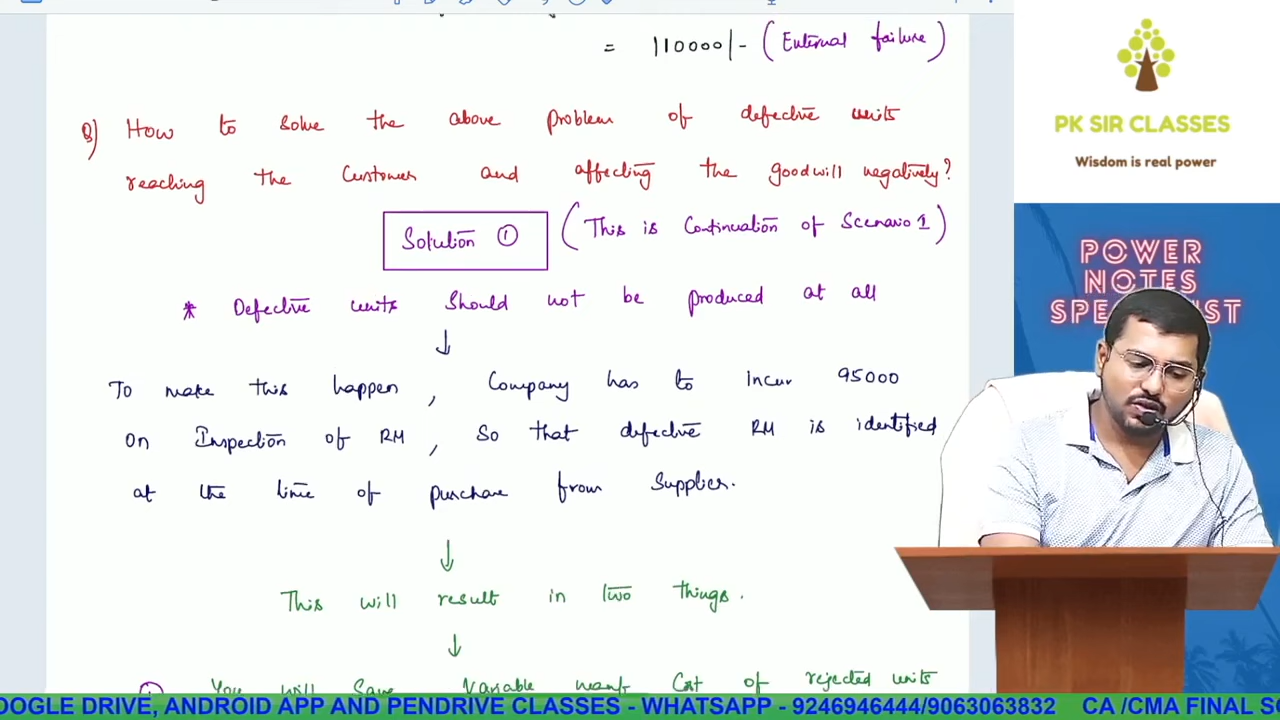 = 110000/- (External failure)
Q) How to solve the above problem of defective units
reaching the customer and affecting the goodwill negatively?
Solution ① (This is Continuation of Scenario 1)
* Defective units should not be produced at all
↓
To make this happen, Company has to incur 95000
on Inspection of RM, so that defective RM is identified
at the time of purchase from supplier.
↓
This will result in two things.
↓
You will save variable manf Cost of rejected units
PK SIR CLASSES
Wisdom is real power
POWER
NOTES
OOGLE DRIVE, ANDROID APP AND PENDRIVE CLASSES - WHATSAPP - 9246946444/9063063832 CA /CMA FINAL S